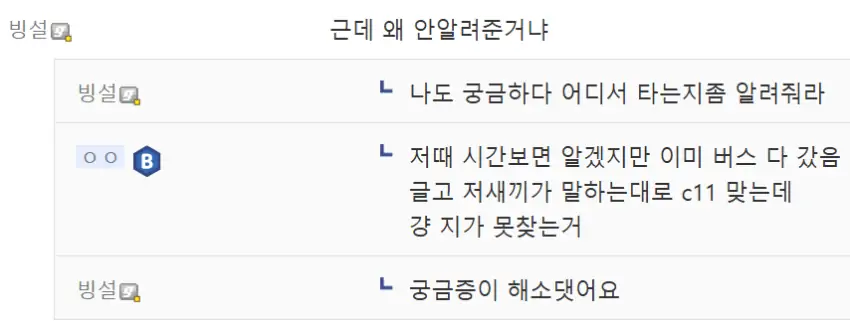 빙설
근데 왜 안알려준거냐
빙설
나도 궁금하다 어디서 타는지좀 알려줘라
ㅇㅇ
B
저때 시간보면 알겠지만 이미 버스 다 갔음
글고 저새끼가 말하는대로 c11 맞는데
걍 지가 못찾는거
빙설
궁금증이 해소댓어요